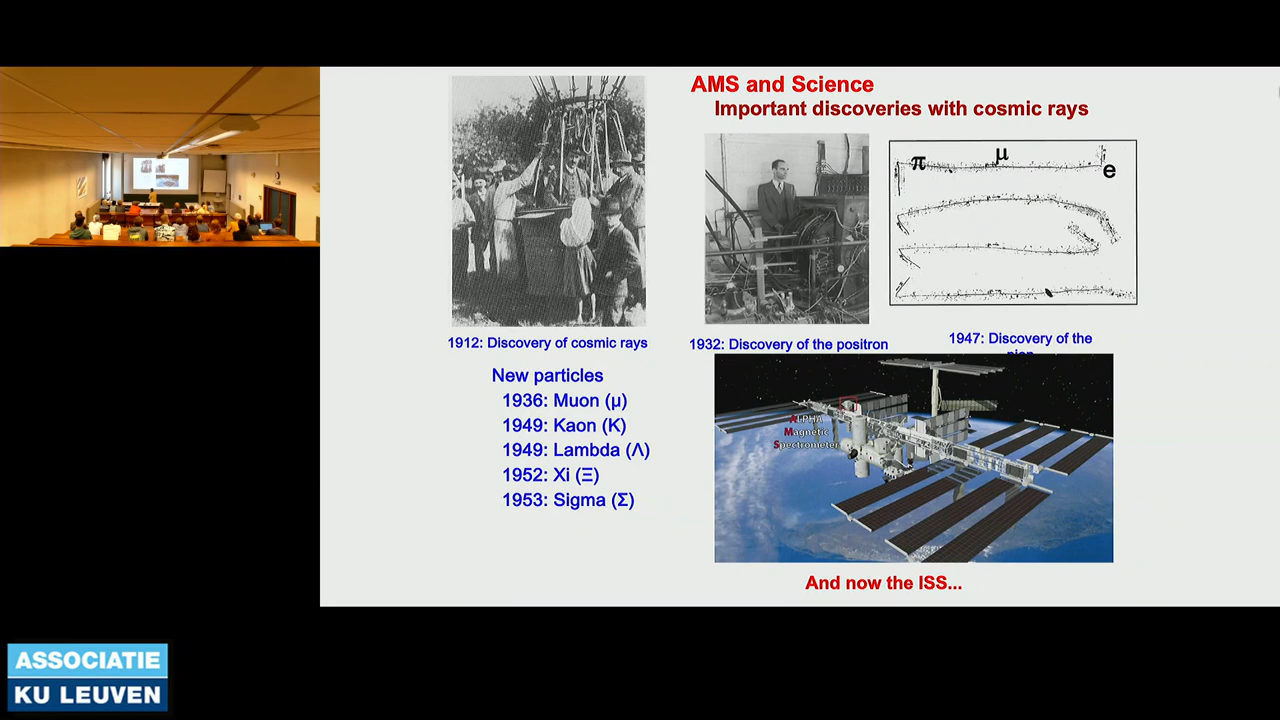 AMS and Science
Important discoveries with cosmic rays
π
μ
e
1912: Discovery of cosmic rays
1932: Discovery of the positron
1947: Discovery of the
pion
New particles
1936: Muon (μ)
1949: Kaon (K)
1949: Lambda (Λ)
1952: Xi (Ξ)
1953: Sigma (Σ)
ALPHA
Magnetic
Spectrometer
And now the ISS...
ASSOCIATIE
KU LEUVEN